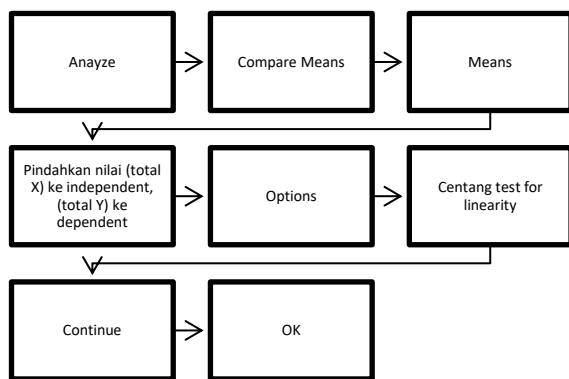 Anayze
Compare Means
Means
Pindahkan nilai (total
X) ke independent,
(total Y) ke
dependent
Options
Centang test for
linearity
Continue
OK